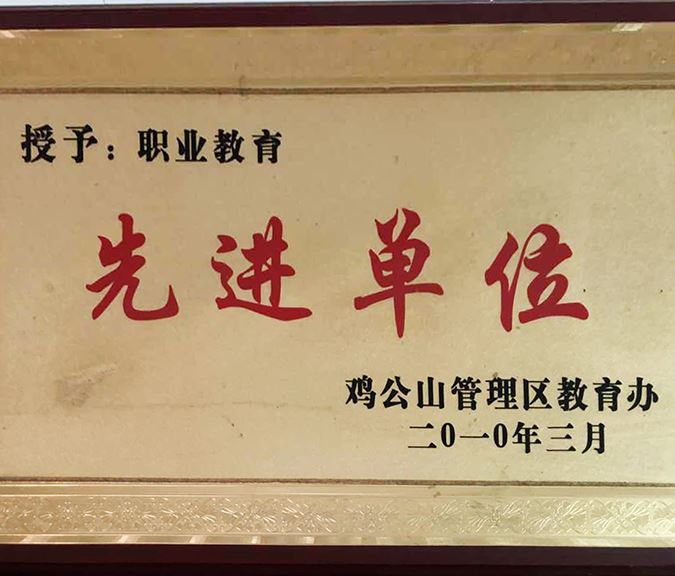 授予：职业教育
先进单位
鸡公山管理区教育办
二0一0年三月